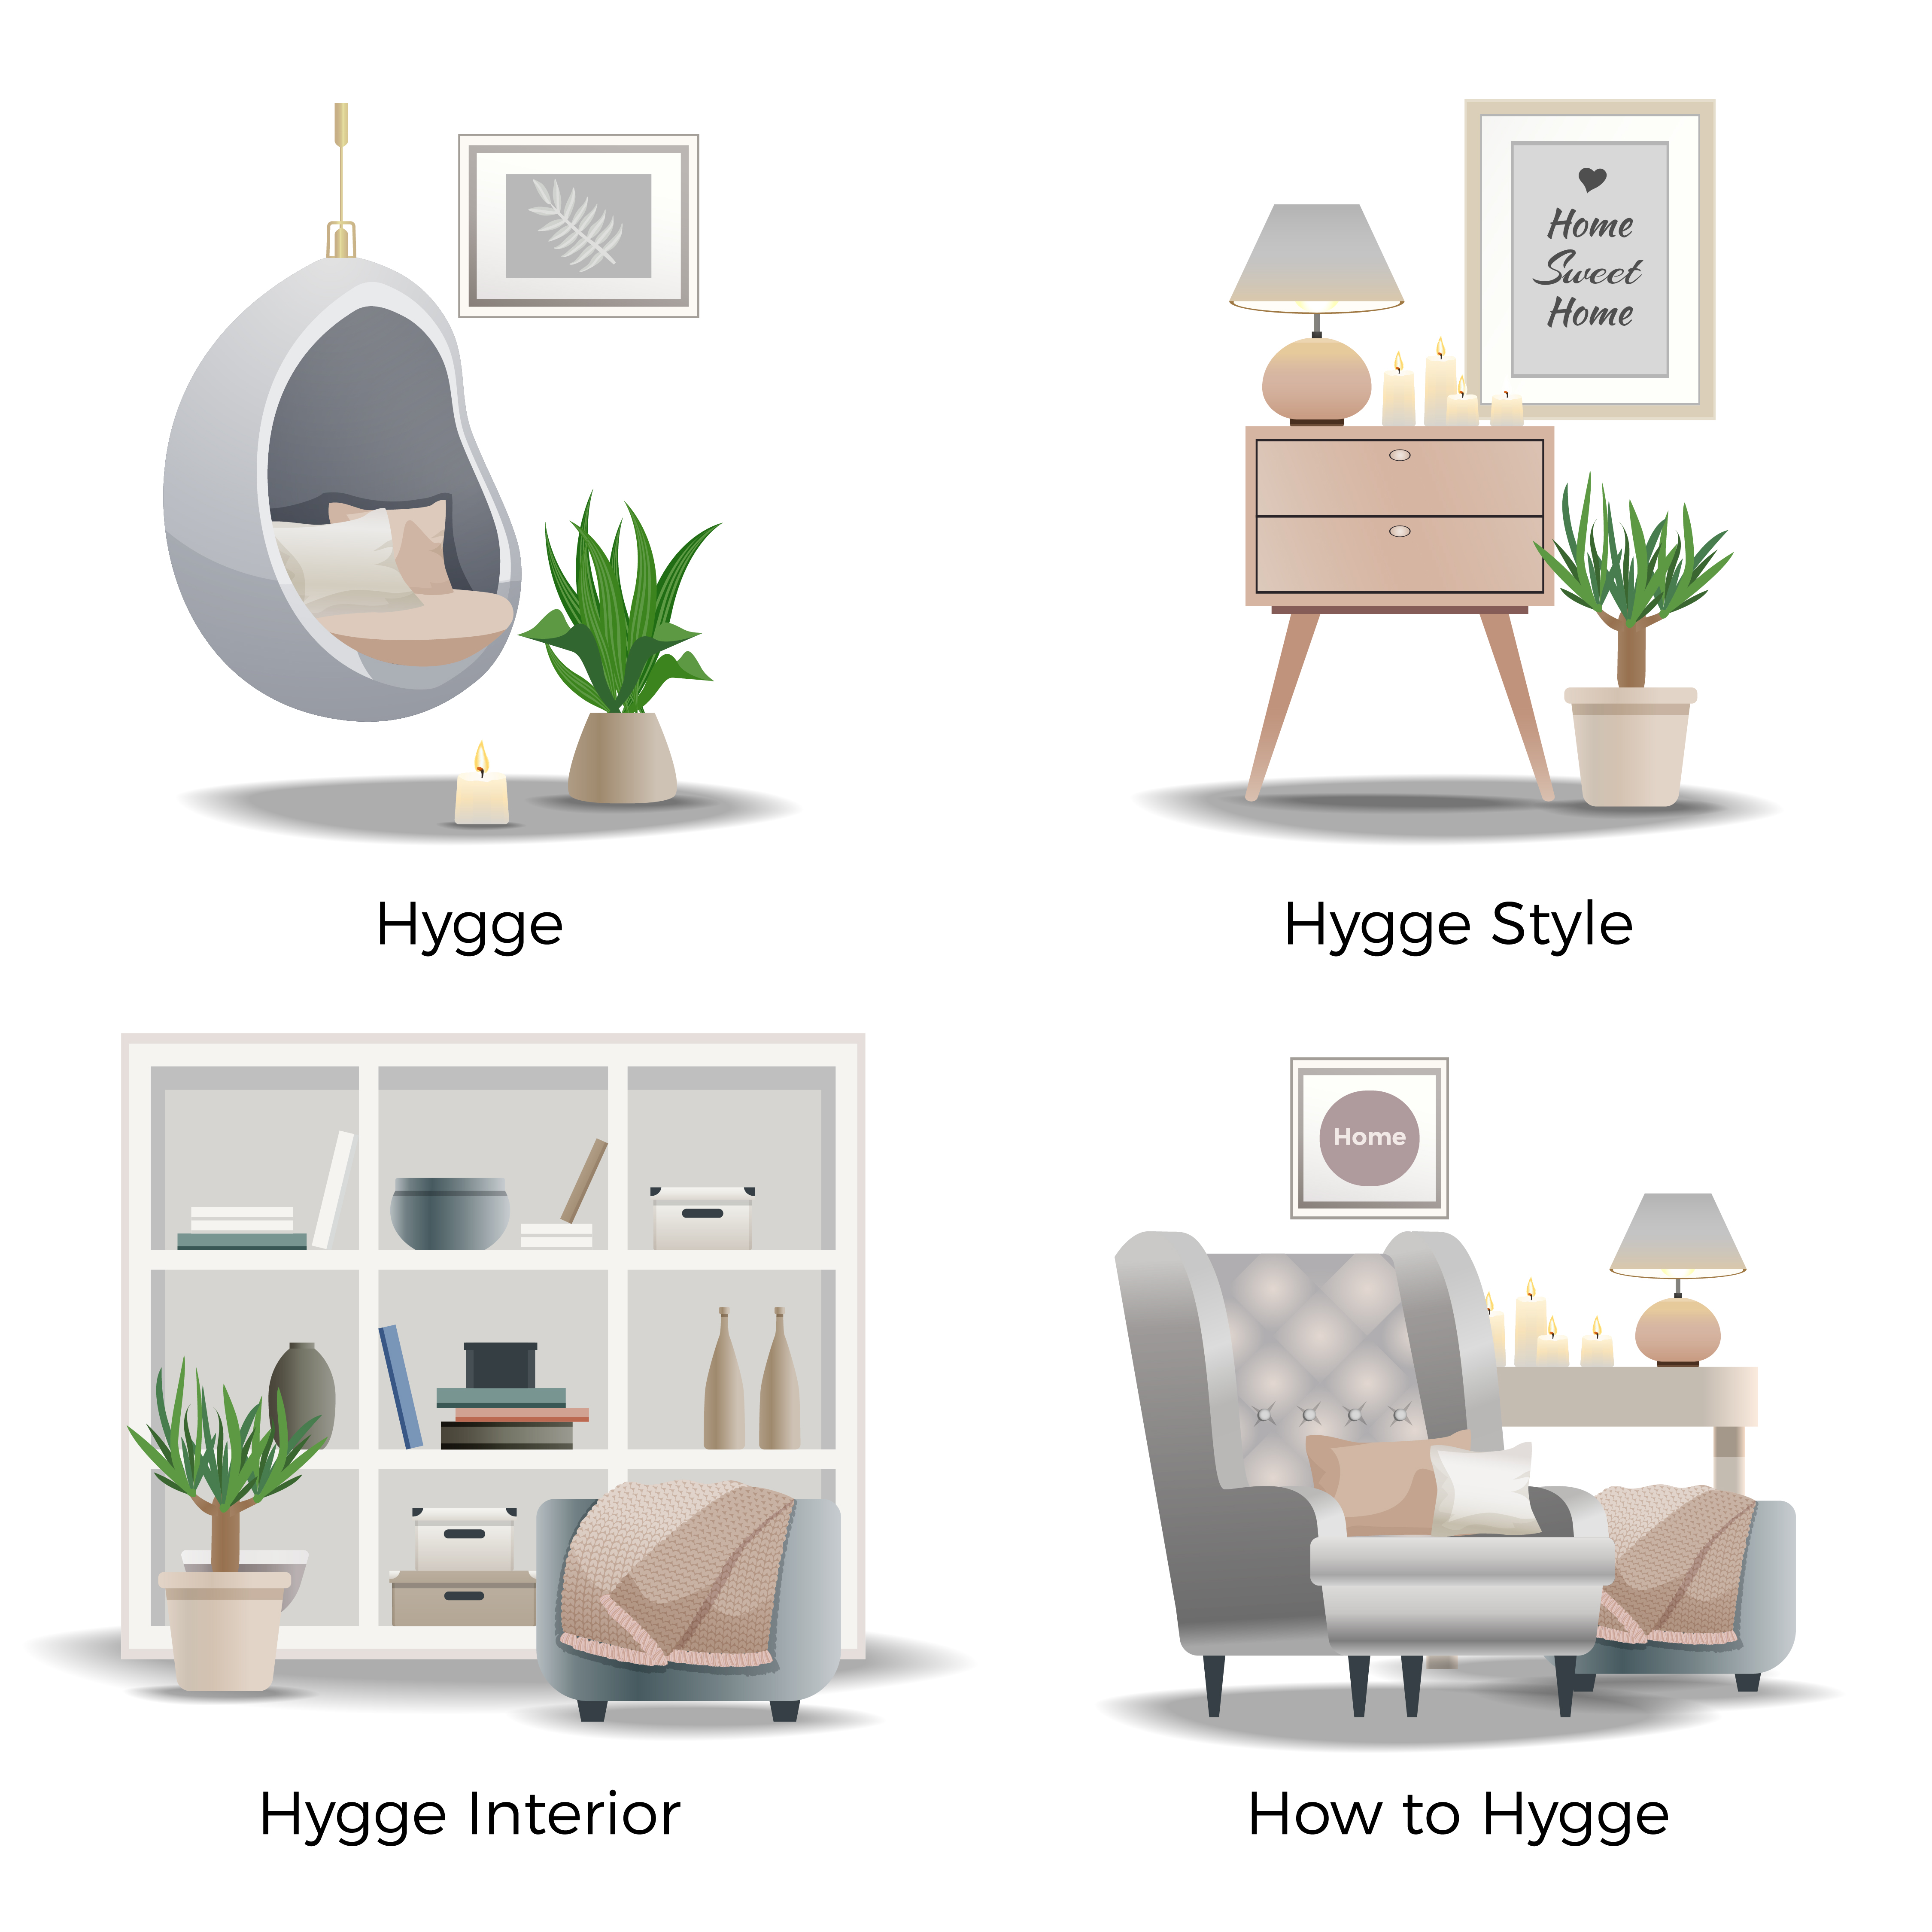 Home
Sweet
Home
Hygge
Hygge Style
Home
Hygge Interior
How to Hygge